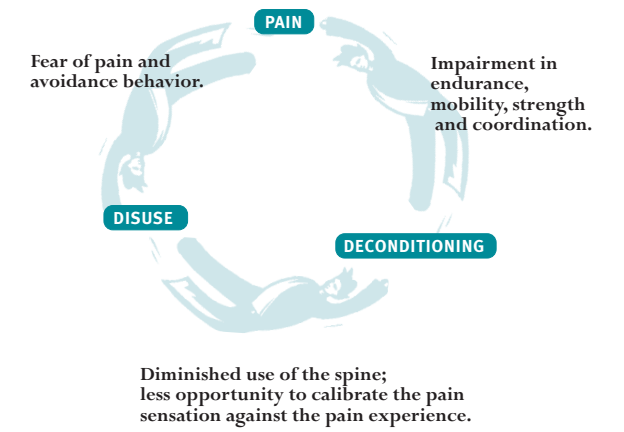 PAIN
Fear of pain and
avoidance behavior.
Impairment in
endurance,
mobility, strength
and coordination.
DISUSE
DECONDITIONING
Diminished use of the spine;
less opportunity to calibrate the pain
sensation against the pain experience.